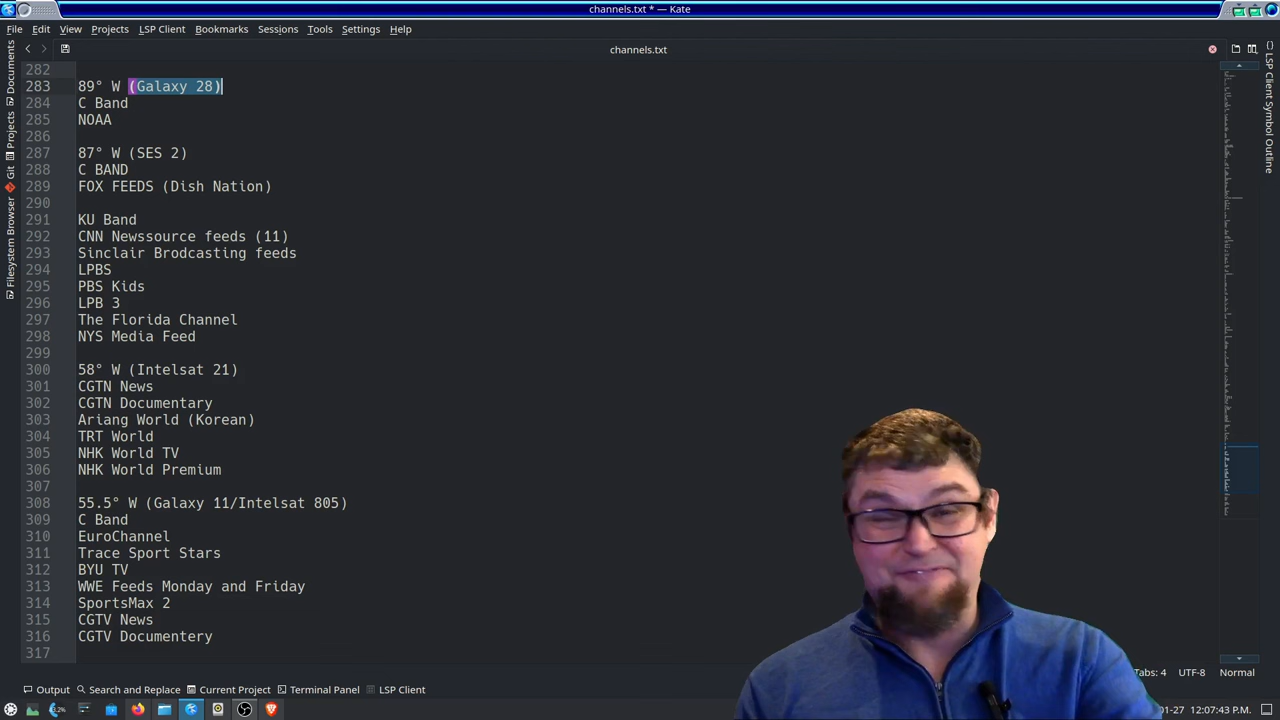 channels.txt * — Kate
File Edit View Projects LSP Client Bookmarks Sessions Tools Settings Help
channels.txt
Documents
Projects
Git
Filesystem Browser
LSP Client Symbol Outline
282
283 89° W (Galaxy 28)
284 C Band
285 NOAA
286
287 87° W (SES 2)
288 C BAND
289 FOX FEEDS (Dish Nation)
290
291 KU Band
292 CNN Newssource feeds (11)
293 Sinclair Brodcasting feeds
294 LPBS
295 PBS Kids
296 LPB 3
297 The Florida Channel
298 NYS Media Feed
299
300 58° W (Intelsat 21)
301 CGTN News
302 CGTN Documentary
303 Ariang World (Korean)
304 TRT World
305 NHK World TV
306 NHK World Premium
307
308 55.5° W (Galaxy 11/Intelsat 805)
309 C Band
310 EuroChannel
311 Trace Sport Stars
312 BYU TV
313 WWE Feeds Monday and Friday
314 SportsMax 2
315 CGTV News
316 CGTV Documentery
317
Tabs: 4 UTF-8 Normal
Output Search and Replace Current Project Terminal Panel LSP Client
01-27 12:07:43 P.M.